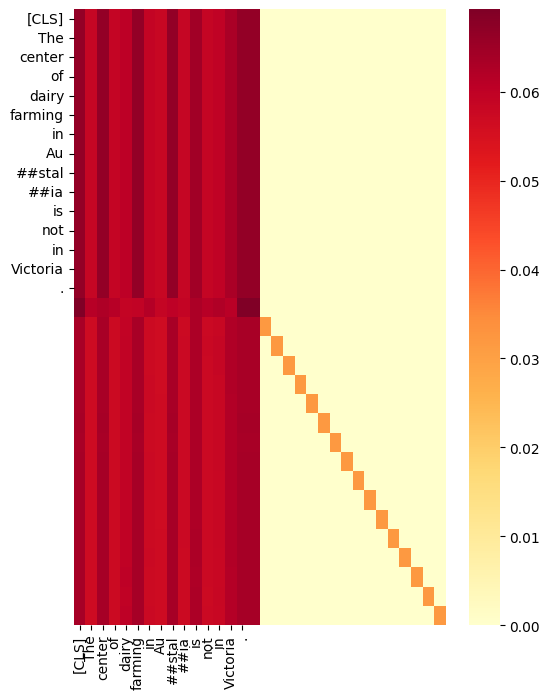 [CLS]
The
center
of
dairy
farming
in
Au
##stal
##ia
is
not
in
Victoria
.
0.06
0.05
0.04
0.03
0.02
0.01
0.00
[CLS]
The
center
of
dairy
farming
in
Au
##stal
##ia
is
not
in
Victoria
.